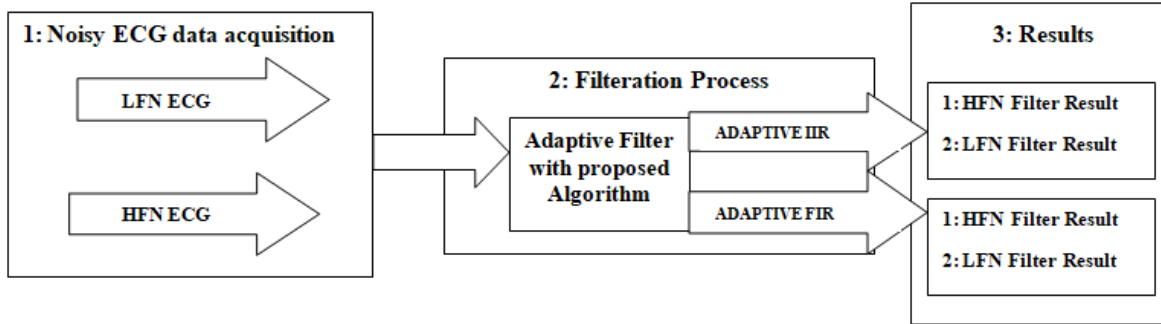 1: Noisy ECG data acquisition
LFN ECG
HFN ECG
2: Filteration Process
Adaptive Filter
with proposed
Algorithm
ADAPTIVE IIR
ADAPTIVE FIR
3: Results
1: HFN Filter Result
2: LFN Filter Result
1: HFN Filter Result
2: LFN Filter Result